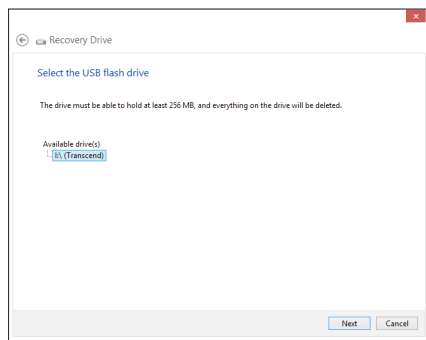 Recovery Drive
Select the USB flash drive
The drive must be able to hold at least 256 MB, and everything on the drive will be deleted.
Available drive(s)
I:\ (Transcend)
Next
Cancel